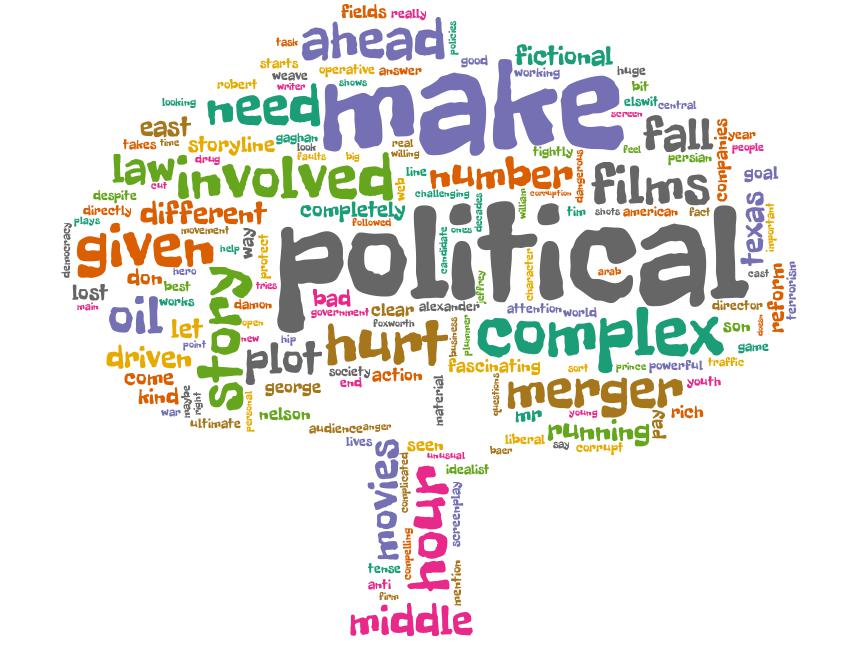 fields really
task ahead policies
starts good fictional
weave operative answer working huge
robert writer shows bit
looking need make elswit central
screen
east gaghan real fall year
takes time storyline look willing tightly feel people
drug faults big persian companies
law involved web line number dangerous films goal
cut challenging corruption
despite completely decades william texas
directly different followed ones tim shots american fact important
plays movement candidate
democracy given help way protect political character
don hero arab cast
lost best tries jeffrey reform terrorism
main works damon bad director
oil government clear alexander attention world
let open foxworth complex son
point new hip hurt business plummer doesn game
driven story plot society fascinating sort prince powerful traffic
come end action
kind maybe george questions merger youth
war right personal material mr young pay rich
ultimate nelson running
audience anger liberal say corrupt
lives seen baer
movies complicated unusual
hour idealist
screenplay
tense compelling
anti mention
firm
middle